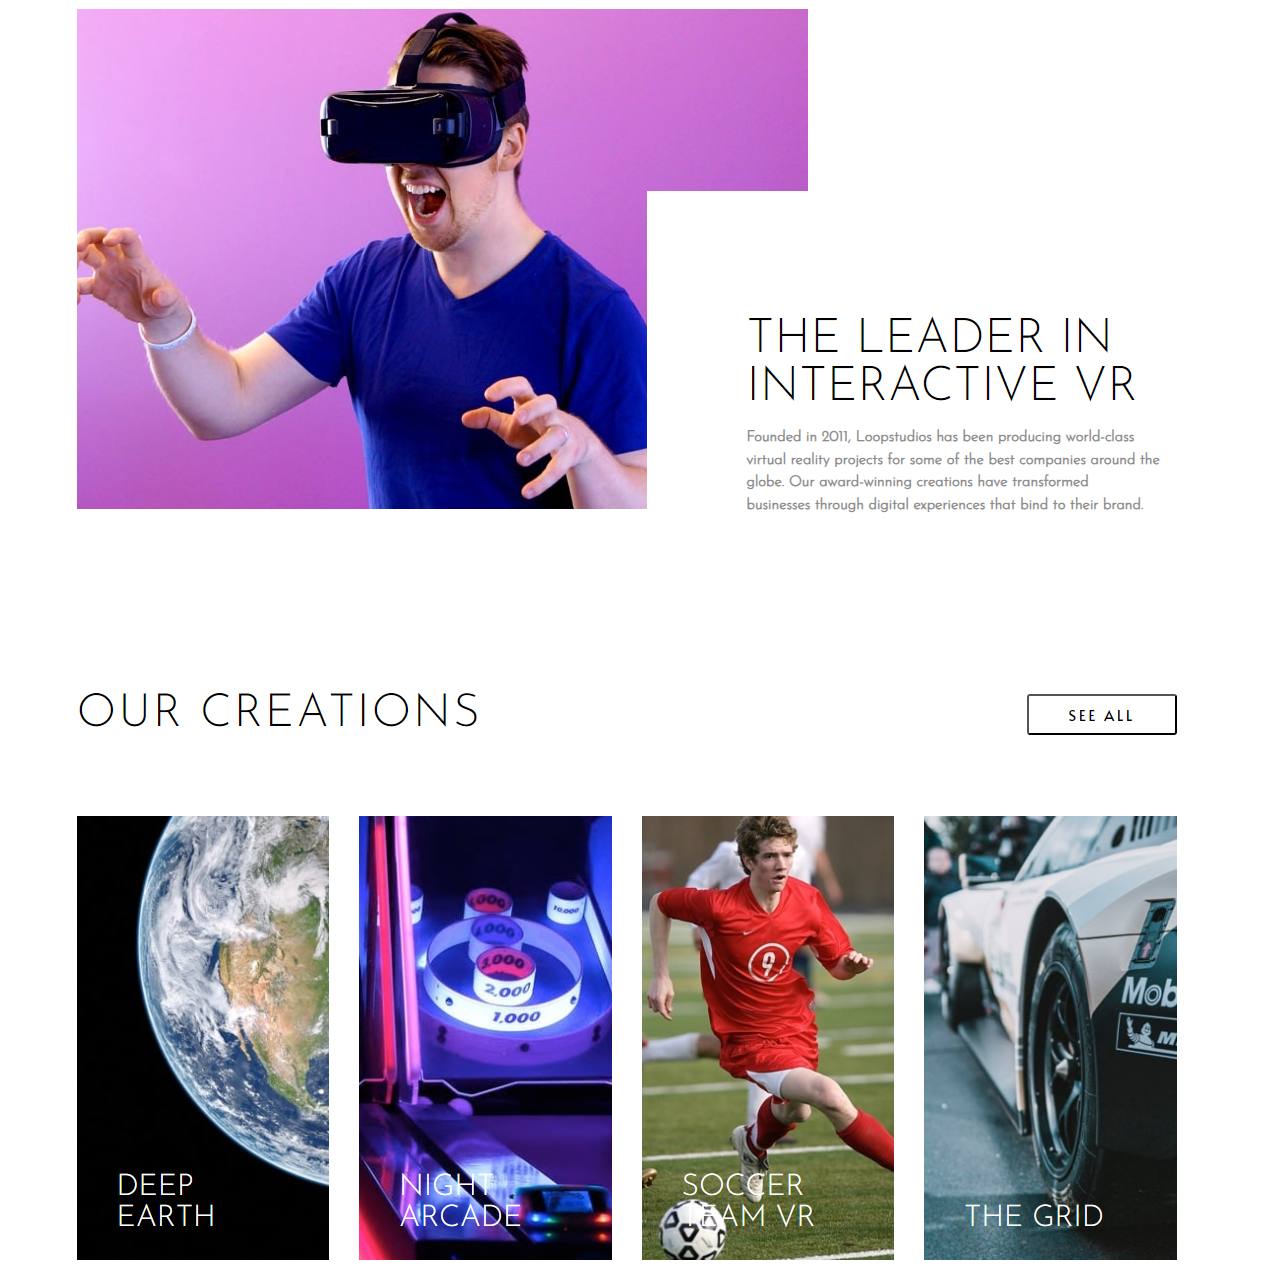 THE LEADER IN
INTERACTIVE VR
Founded in 2011, Loopstudios has been producing world-class
virtual reality projects for some of the best companies around the
globe. Our award-winning creations have transformed
businesses through digital experiences that bind to their brand.
OUR CREATIONS
SEE ALL
10,000
1,000
1,000
1,000
2,000
1,000
9
Mob
DEEP
EARTH
NIGHT
ARCADE
SOCCER
TEAM VR
THE GRID